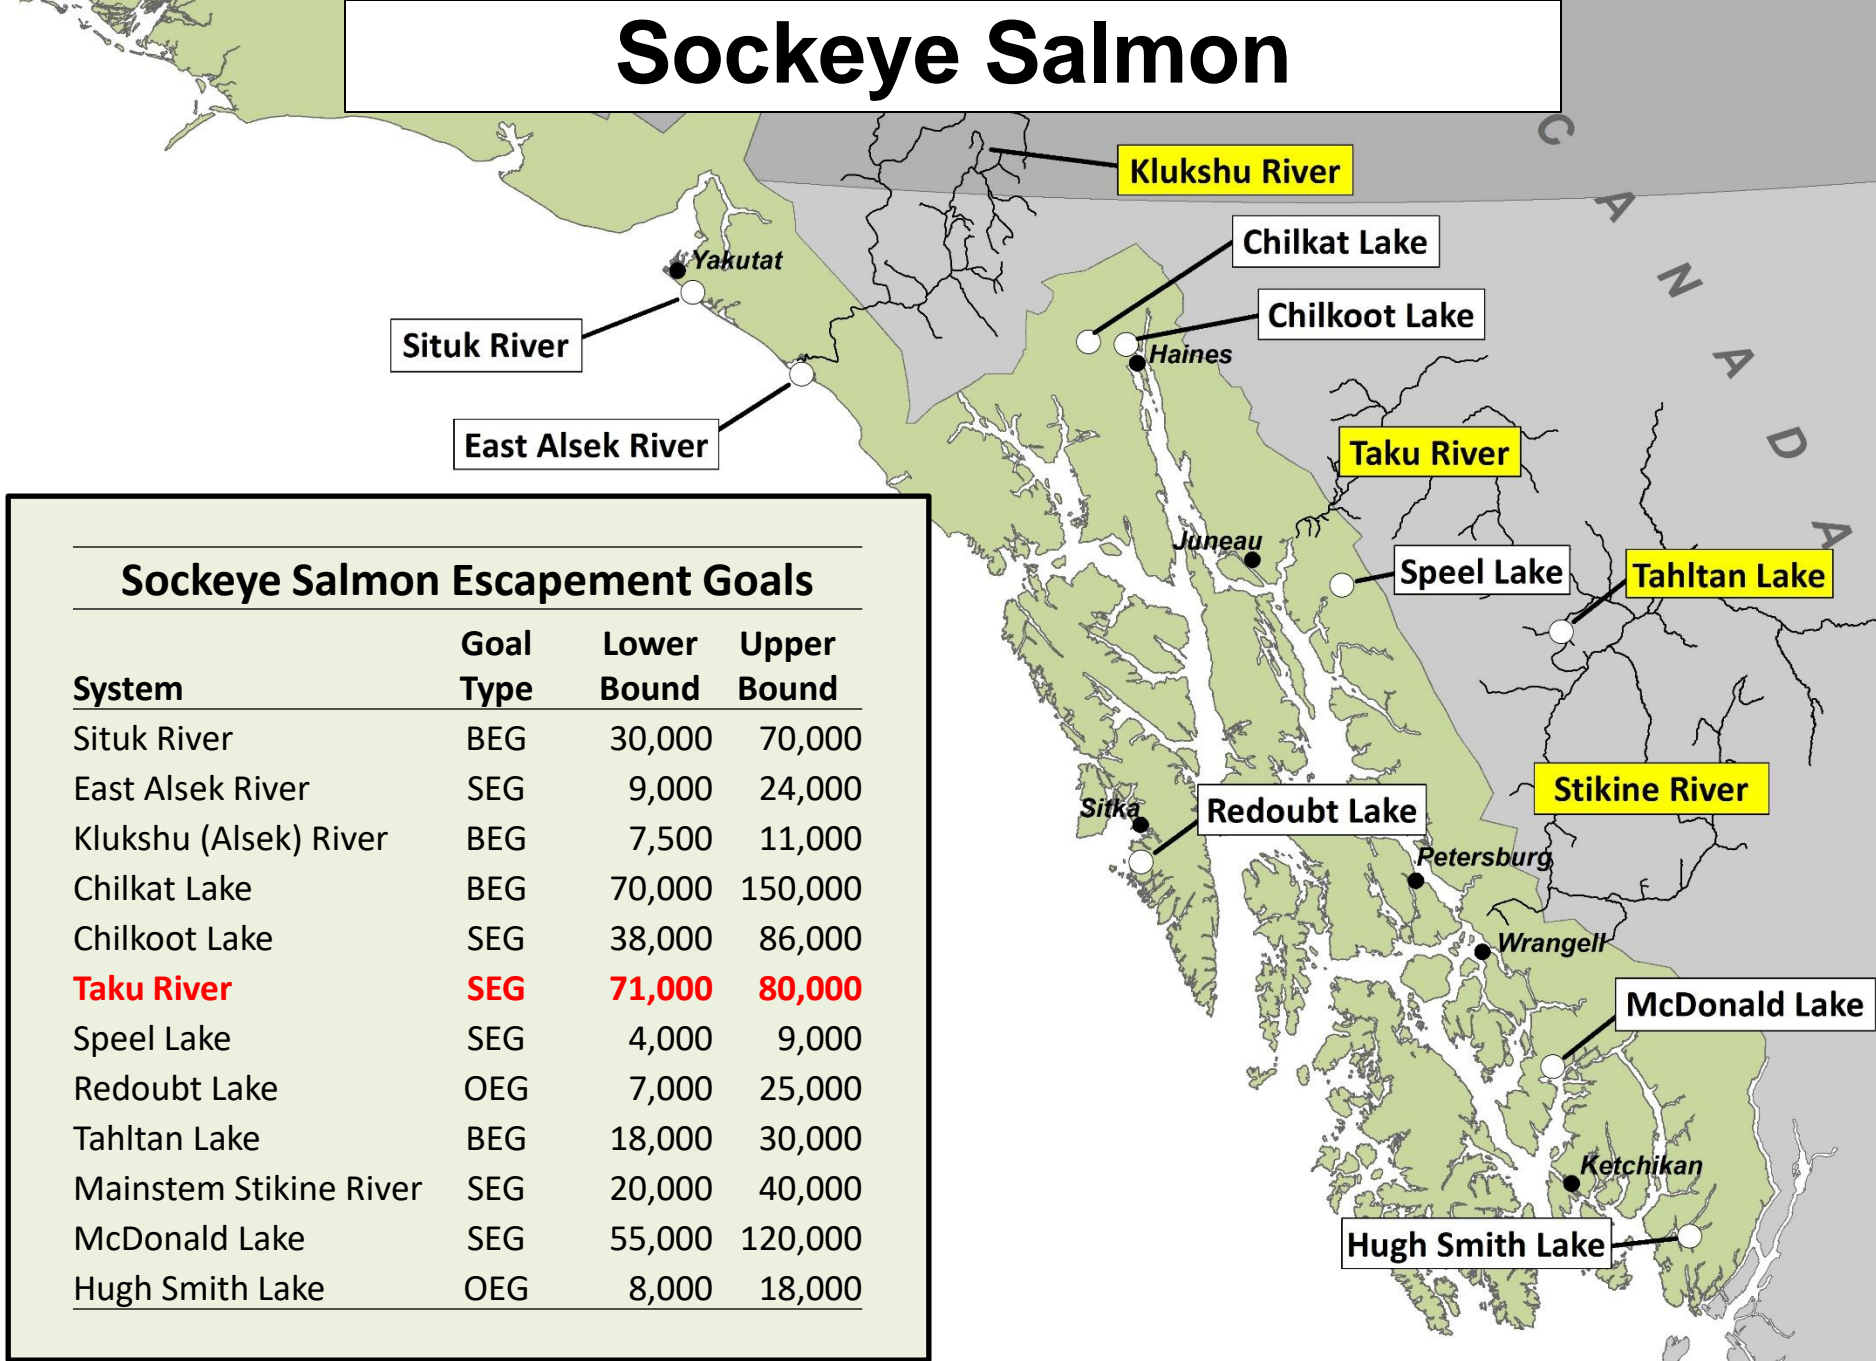 Sockeye Salmon
CANADA
Klukshu River
Chilkat Lake
Yakutat
Chilkoot Lake
Situk River
Haines
East Alsek River
Taku River
Juneau
Speel Lake
Tahltan Lake
Stikine River
Sitka
Redoubt Lake
Petersburg
Wrangell
McDonald Lake
Ketchikan
Hugh Smith Lake
Sockeye Salmon Escapement Goals
Goal Lower Upper
System Type Bound Bound
Situk River BEG 30,000 70,000
East Alsek River SEG 9,000 24,000
Klukshu (Alsek) River BEG 7,500 11,000
Chilkat Lake BEG 70,000 150,000
Chilkoot Lake SEG 38,000 86,000
Taku River SEG 71,000 80,000
Speel Lake SEG 4,000 9,000
Redoubt Lake OEG 7,000 25,000
Tahltan Lake BEG 18,000 30,000
Mainstem Stikine River SEG 20,000 40,000
McDonald Lake SEG 55,000 120,000
Hugh Smith Lake OEG 8,000 18,000